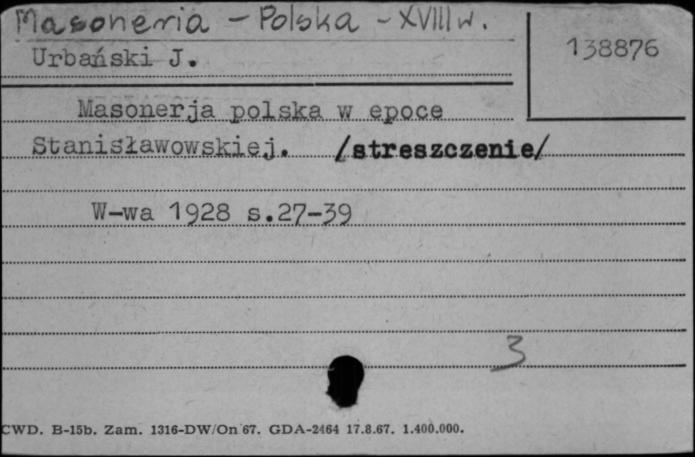 Masoneria - Polska - XVIII w.
138876
Urbański J.
Masonerja polska w epoce
Stanisławowskiej. /streszczenie/
W-wa 1928 s.27-39
3
CWD. B-15b. Zam. 1316-DW/On 67. GDA-2464 17.8.67. 1.400.000.